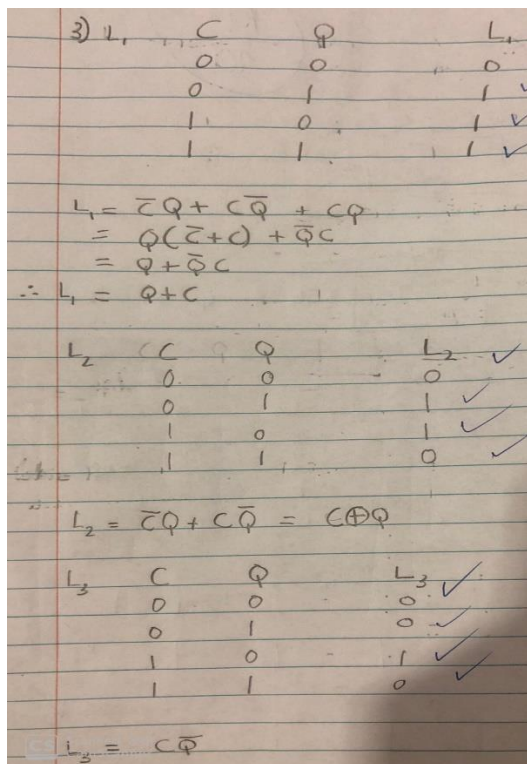 3) L₁ C Q L₁
0 0 0
0 1 1 ✓
1 0 1 ✓
1 1 1 ✓
L₁ = C̅Q + CQ̅ + CQ
= Q(C̅+C) + Q̅C
= Q + Q̅C
∴ L₁ = Q+C
L₂ C Q L₂ ✓
0 0 0
0 1 1 ✓
1 0 1 ✓
1 1 0 ✓
L₂ = C̅Q + CQ̅ = C⊕Q
L₃ C Q L₃ ✓
0 0 0
0 1 0 ✓
1 0 1 ✓
1 1 0 ✓
L₃ = CQ̅